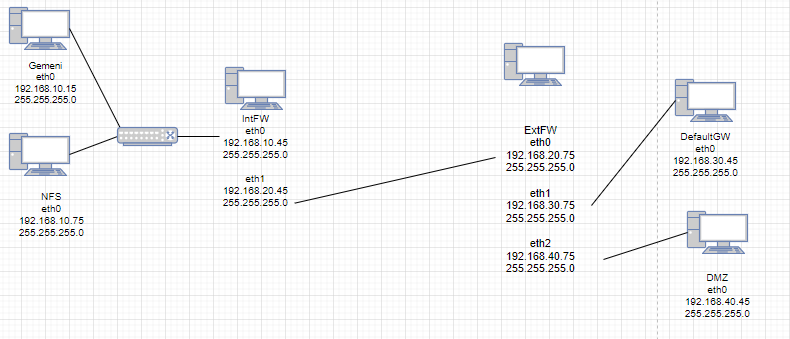 Gemeni
eth0
192.168.10.15
255.255.255.0
NFS
eth0
192.168.10.75
255.255.255.0
IntFW
eth0
192.168.10.45
255.255.255.0
eth1
192.168.20.45
255.255.255.0
ExtFW
eth0
192.168.20.75
255.255.255.0
eth1
192.168.30.75
255.255.255.0
eth2
192.168.40.75
255.255.255.0
DefaultGW
eth0
192.168.30.45
255.255.255.0
DMZ
eth0
192.168.40.45
255.255.255.0